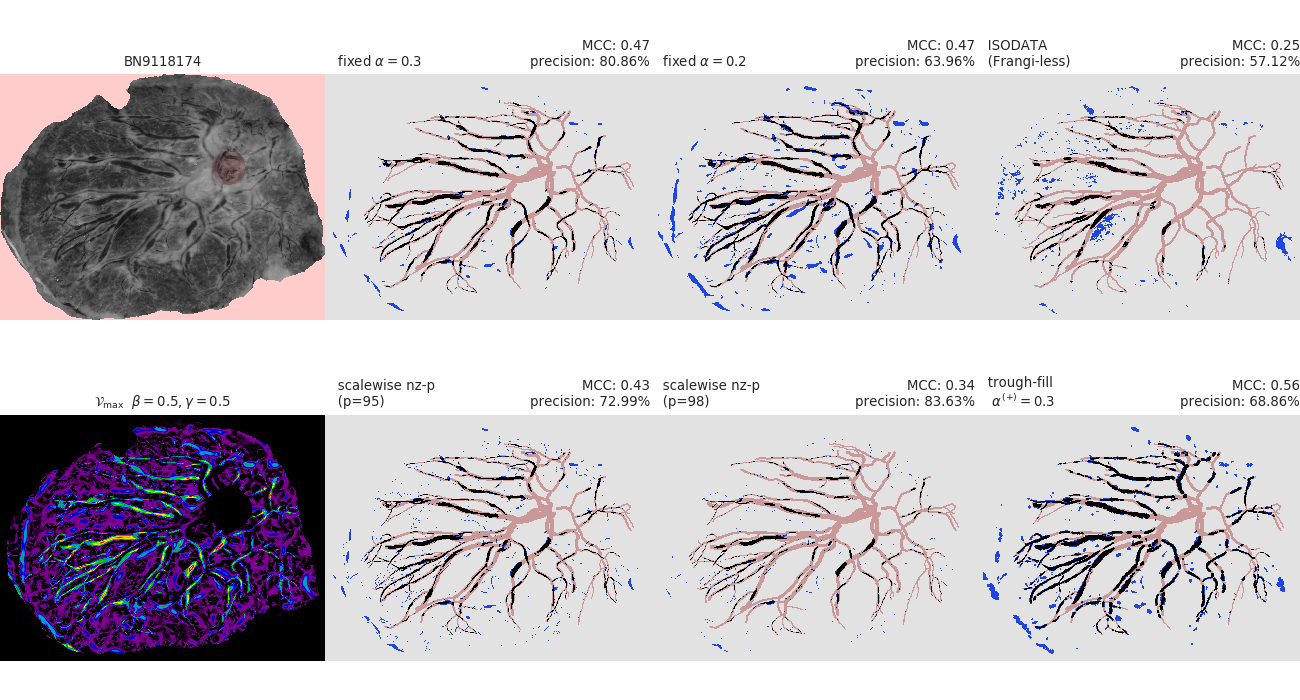 BN9118174
fixed α = 0.3
MCC: 0.47
precision: 80.86%
fixed α = 0.2
MCC: 0.47
precision: 63.96%
ISODATA
(Frangi-less)
MCC: 0.25
precision: 57.12%
𝒱max β = 0.5, γ = 0.5
scalewise nz-p
(p=95)
MCC: 0.43
precision: 72.99%
scalewise nz-p
(p=98)
MCC: 0.34
precision: 83.63%
trough-fill
α(+) = 0.3
MCC: 0.56
precision: 68.86%